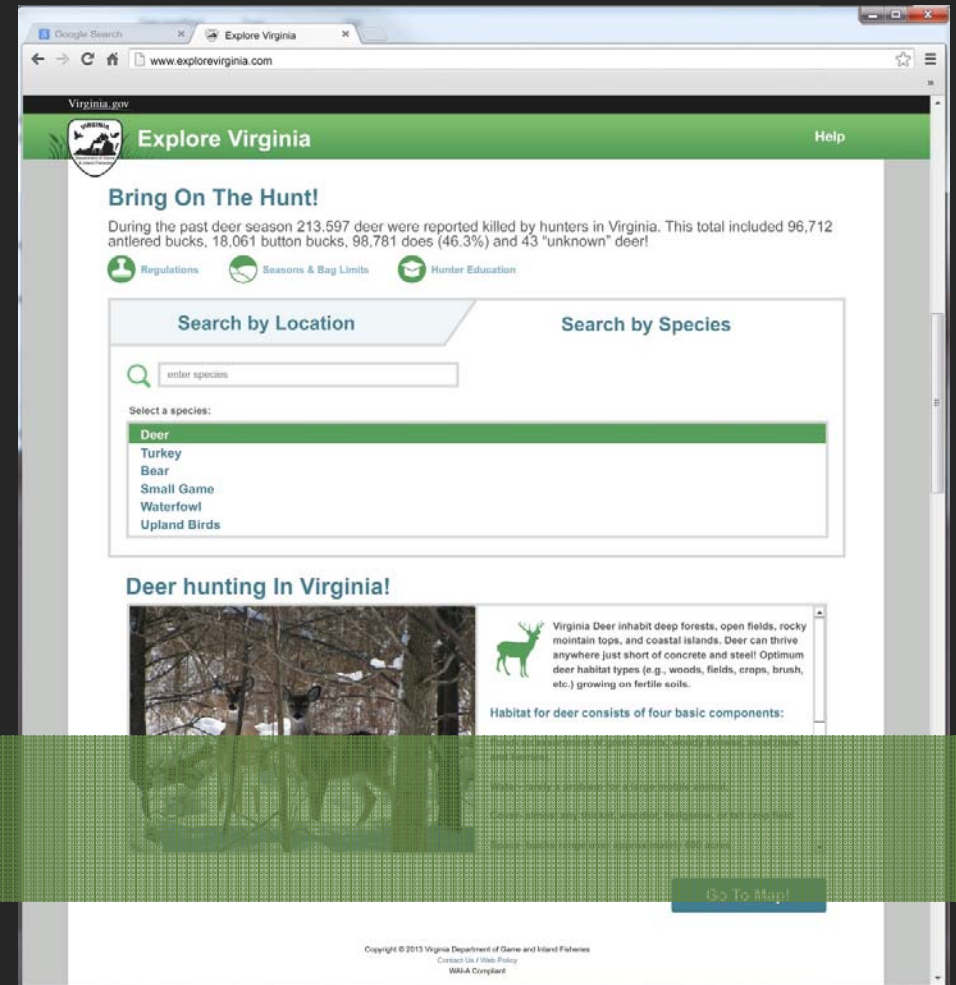 Google Search
Explore Virginia
www.explorevirginia.com
Virginia.gov
VIRGINIA
Explore Virginia
Help
Bring On The Hunt!
During the past deer season 213.597 deer were reported killed by hunters in Virginia. This total included 96,712
antlered bucks, 18,061 button bucks, 98,781 does (46.3%) and 43 "unknown" deer!
Regulations
Seasons & Bag Limits
Hunter Education
Search by Location
Search by Species
enter species
Select a species:
Deer
Turkey
Bear
Small Game
Waterfowl
Upland Birds
Deer hunting In Virginia!
Virginia Deer inhabit deep forests, open fields, rocky
mointain tops, and coastal islands. Deer can thrive
anywhere just short of concrete and steel! Optimum
deer habitat types (e.g., woods, fields, crops, brush,
etc.) growing on fertile soils.
Habitat for deer consists of four basic components:
Go To Map!
Copyright © 2013 Virginia Department of Game and Inland Fisheries
Contact Us / Web Policy
WAI-A Compliant